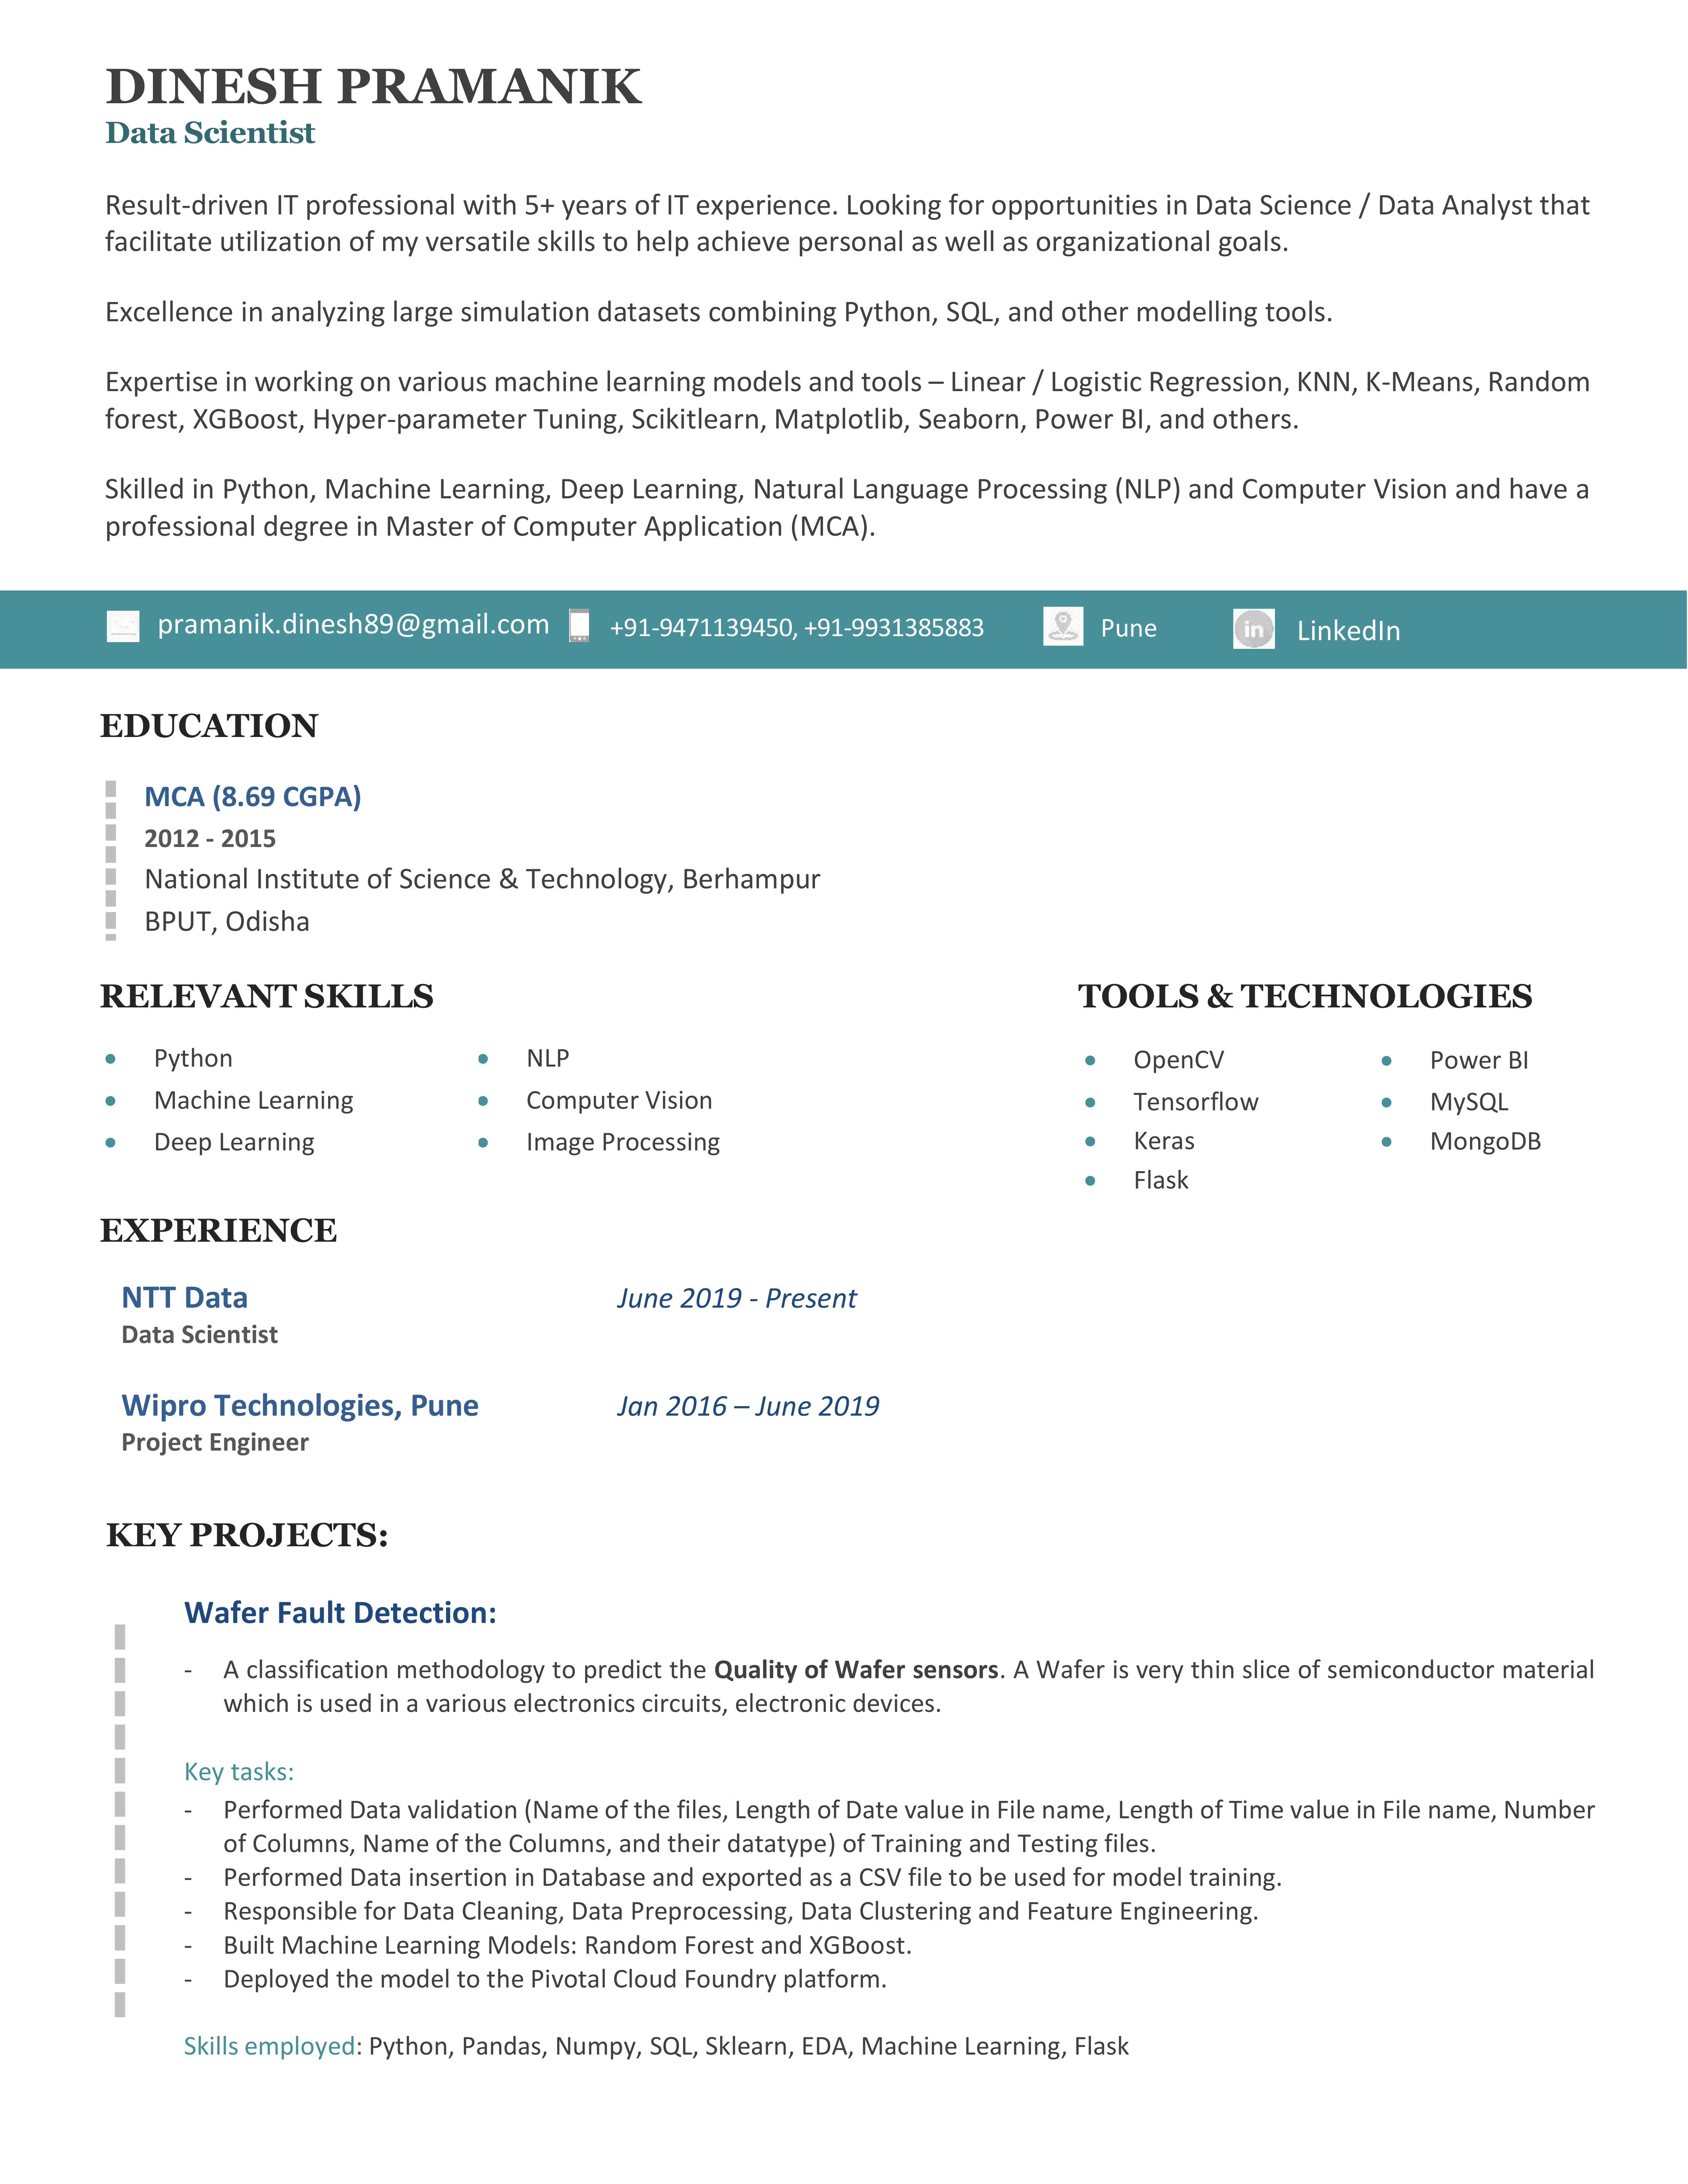 DINESH PRAMANIK
Data Scientist
Result-driven IT professional with 5+ years of IT experience. Looking for opportunities in Data Science / Data Analyst that
facilitate utilization of my versatile skills to help achieve personal as well as organizational goals.
Excellence in analyzing large simulation datasets combining Python, SQL, and other modelling tools.
Expertise in working on various machine learning models and tools – Linear / Logistic Regression, KNN, K-Means, Random
forest, XGBoost, Hyper-parameter Tuning, Scikitlearn, Matplotlib, Seaborn, Power BI, and others.
Skilled in Python, Machine Learning, Deep Learning, Natural Language Processing (NLP) and Computer Vision and have a
professional degree in Master of Computer Application (MCA).
pramanik.dinesh89@gmail.com +91-9471139450, +91-9931385883 Pune in LinkedIn
EDUCATION
MCA (8.69 CGPA)
2012 - 2015
National Institute of Science & Technology, Berhampur
BPUT, Odisha
RELEVANT SKILLS
• Python
• Machine Learning
• Deep Learning
• NLP
• Computer Vision
• Image Processing
TOOLS & TECHNOLOGIES
• OpenCV
• Tensorflow
• Keras
• Flask
• Power BI
• MySQL
• MongoDB
EXPERIENCE
NTT Data June 2019 - Present
Data Scientist
Wipro Technologies, Pune Jan 2016 – June 2019
Project Engineer
KEY PROJECTS:
Wafer Fault Detection:
- A classification methodology to predict the Quality of Wafer sensors. A Wafer is very thin slice of semiconductor material
which is used in a various electronics circuits, electronic devices.
Key tasks:
- Performed Data validation (Name of the files, Length of Date value in File name, Length of Time value in File name, Number
of Columns, Name of the Columns, and their datatype) of Training and Testing files.
- Performed Data insertion in Database and exported as a CSV file to be used for model training.
- Responsible for Data Cleaning, Data Preprocessing, Data Clustering and Feature Engineering.
- Built Machine Learning Models: Random Forest and XGBoost.
- Deployed the model to the Pivotal Cloud Foundry platform.
Skills employed: Python, Pandas, Numpy, SQL, Sklearn, EDA, Machine Learning, Flask